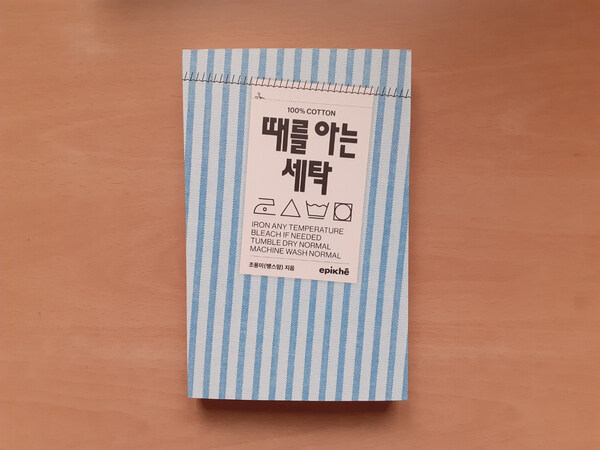 100% COTTON
때를 아는
세탁
IRON ANY TEMPERATURE
BLEACH IF NEEDED
TUMBLE DRY NORMAL
MACHINE WASH NORMAL
조용미(뱅스맘) 지음
epikhē